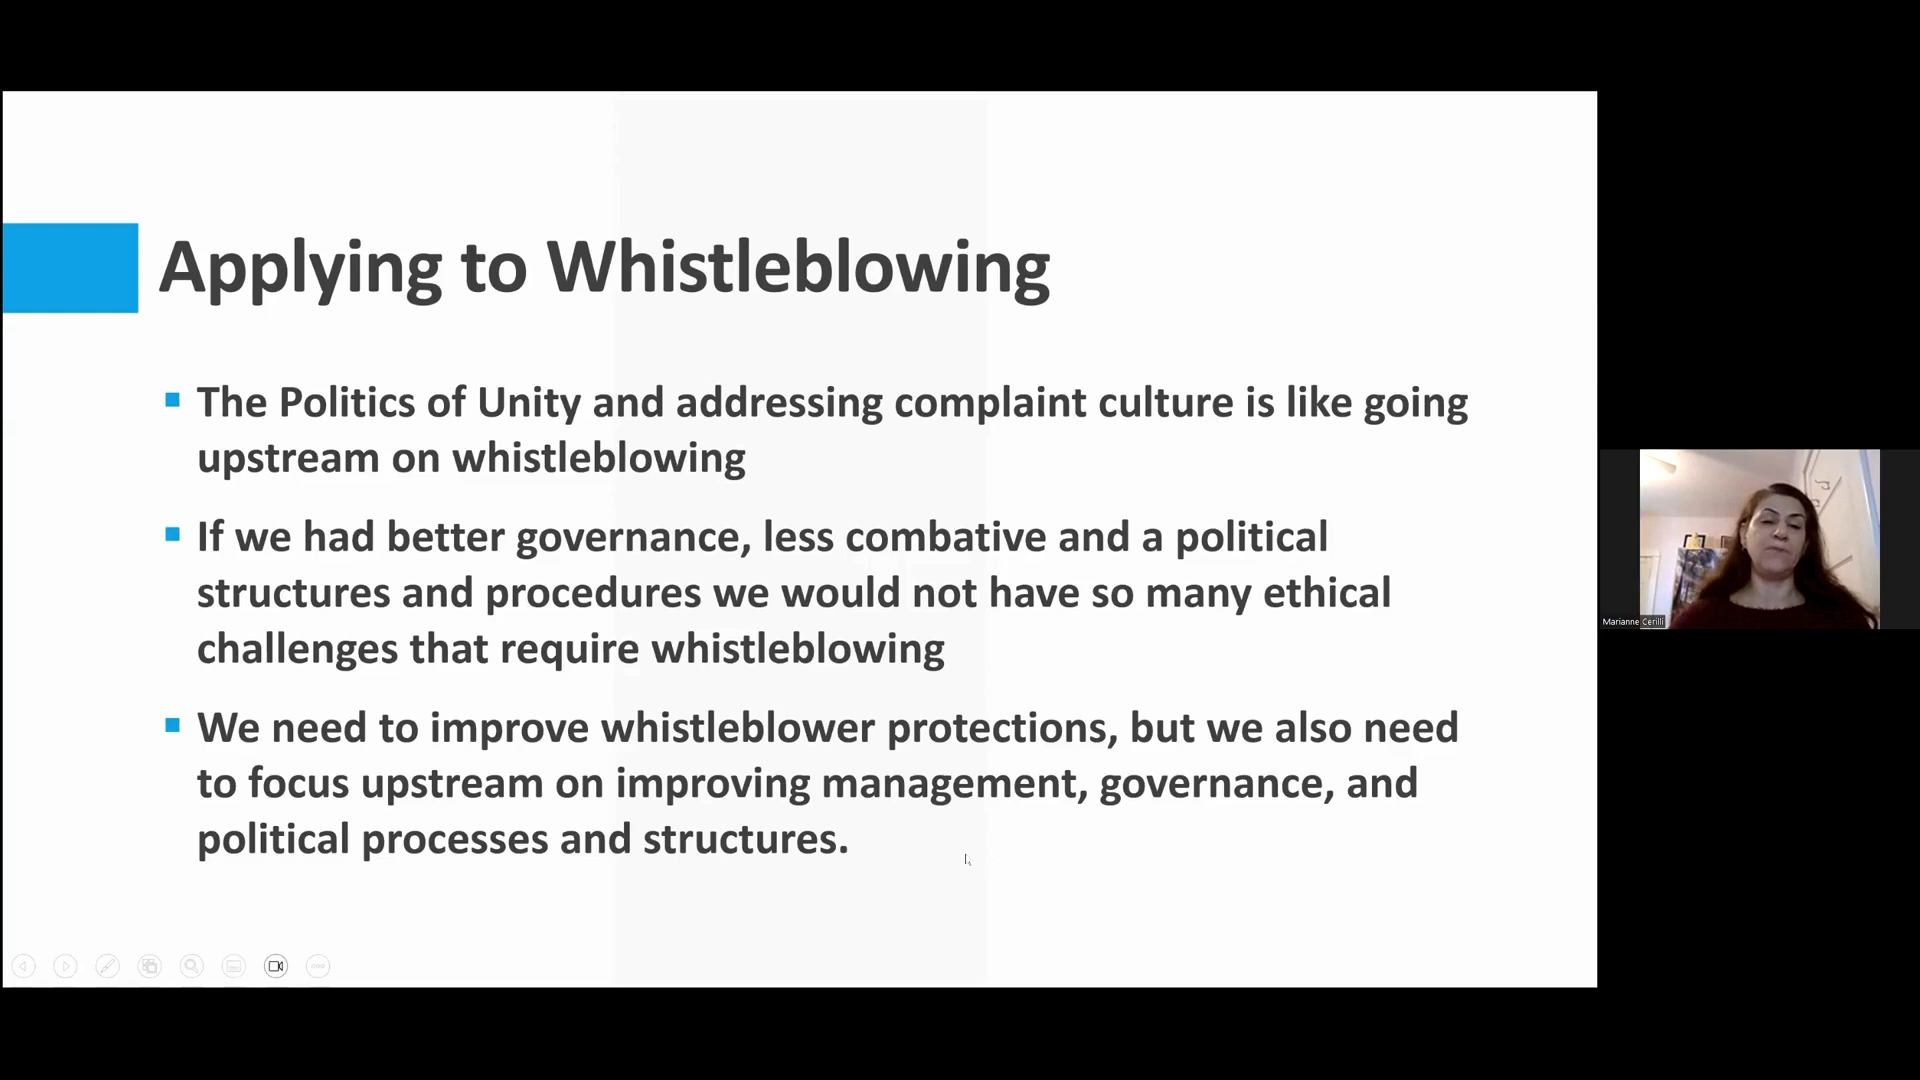 Applying to Whistleblowing
The Politics of Unity and addressing complaint culture is like going
upstream on whistleblowing
If we had better governance, less combative and a political
structures and procedures we would not have so many ethical
challenges that require whistleblowing
We need to improve whistleblower protections, but we also need
to focus upstream on improving management, governance, and
political processes and structures.
Marianne Cerilli